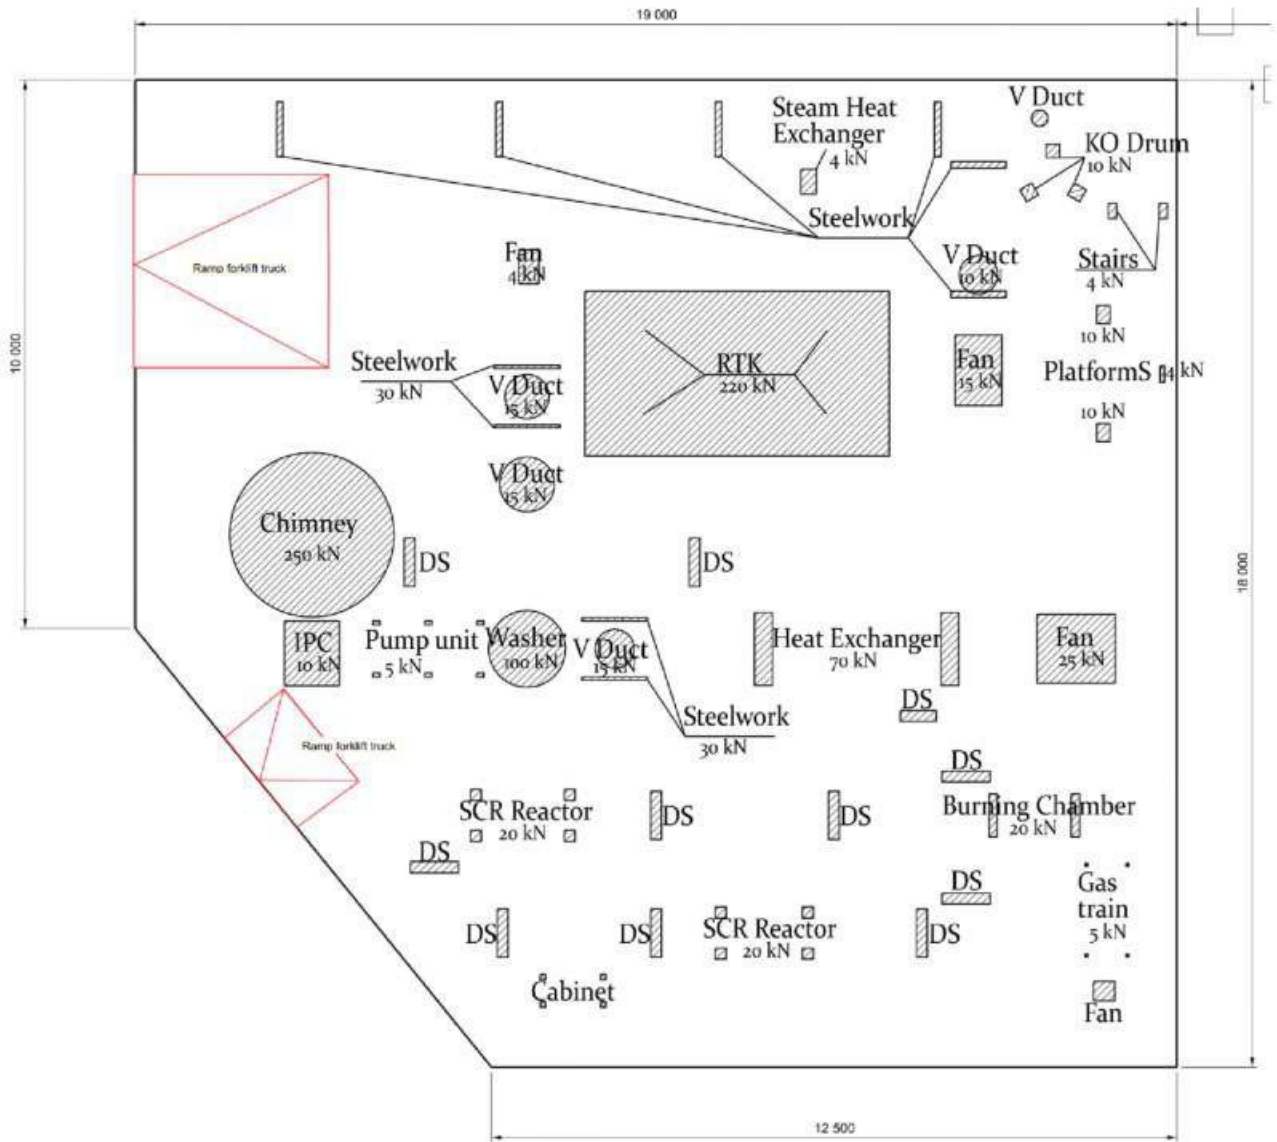 19 000
V Duct
Steam Heat
Exchanger
4 kN
KO Drum
10 kN
Steelwork
Ramp forklift truck
Fan
4 kN
V Duct
10 kN
Stairs
4 kN
10 kN
10 000
Steelwork
30 kN
V Duct
15 kN
RTK
220 kN
Fan
15 kN
PlatformS
4 kN
10 kN
V Duct
15 kN
Chimney
250 kN
DS
DS
18 000
IPC
10 kN
Pump unit
5 kN
Washer
100 kN
V Duct
15 kN
Heat Exchanger
70 kN
Fan
25 kN
DS
Steelwork
30 kN
Ramp forklift truck
DS
SCR Reactor
20 kN
DS
DS
Burning Chamber
20 kN
DS
DS
Gas
train
5 kN
DS
DS
SCR Reactor
20 kN
DS
Cabinet
Fan
12 500